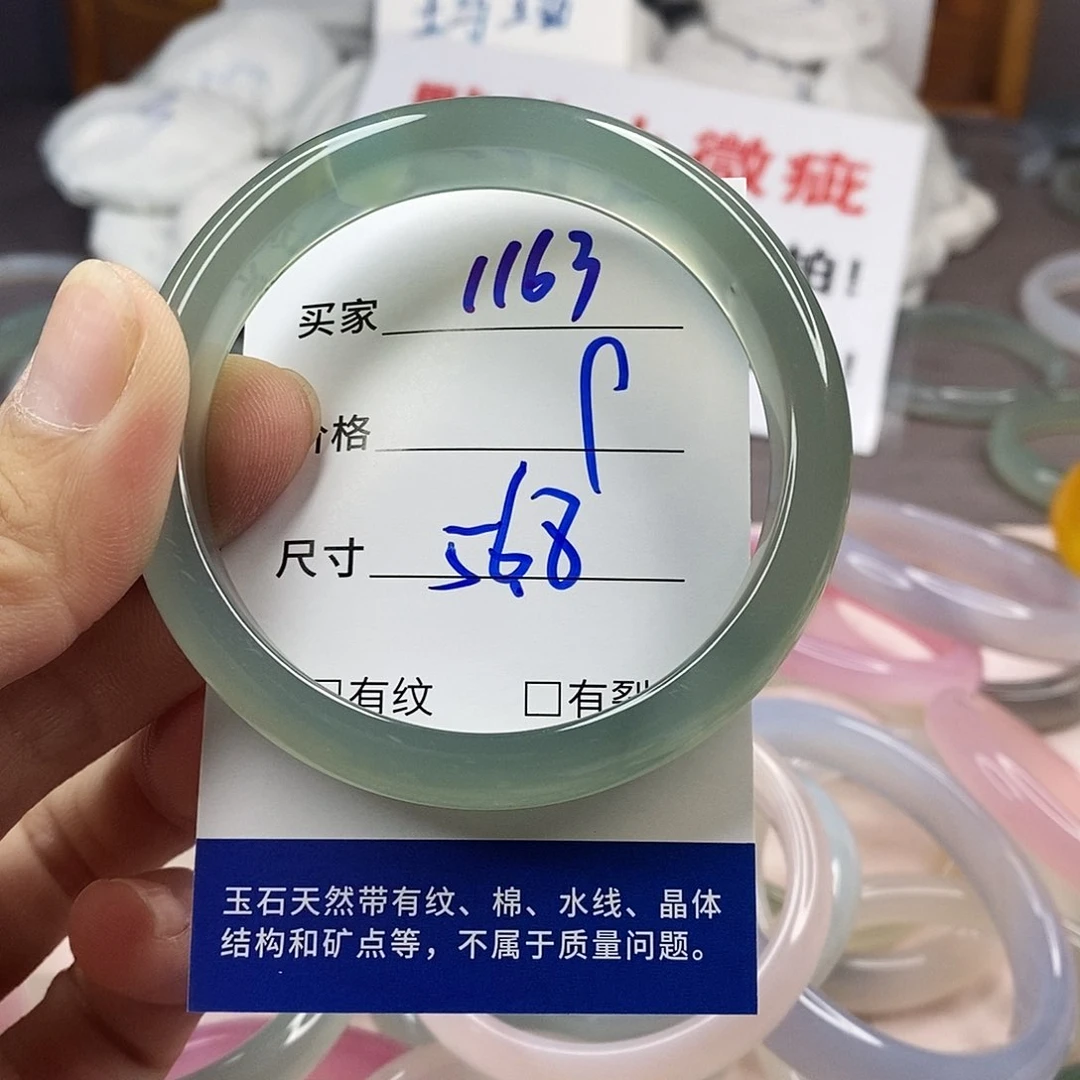 微疵
怕！
买家 1163
价格
尺寸 568
□有纹 □有裂
玉石天然带有纹、棉、水线、晶体
结构和矿点等，不属于质量问题。